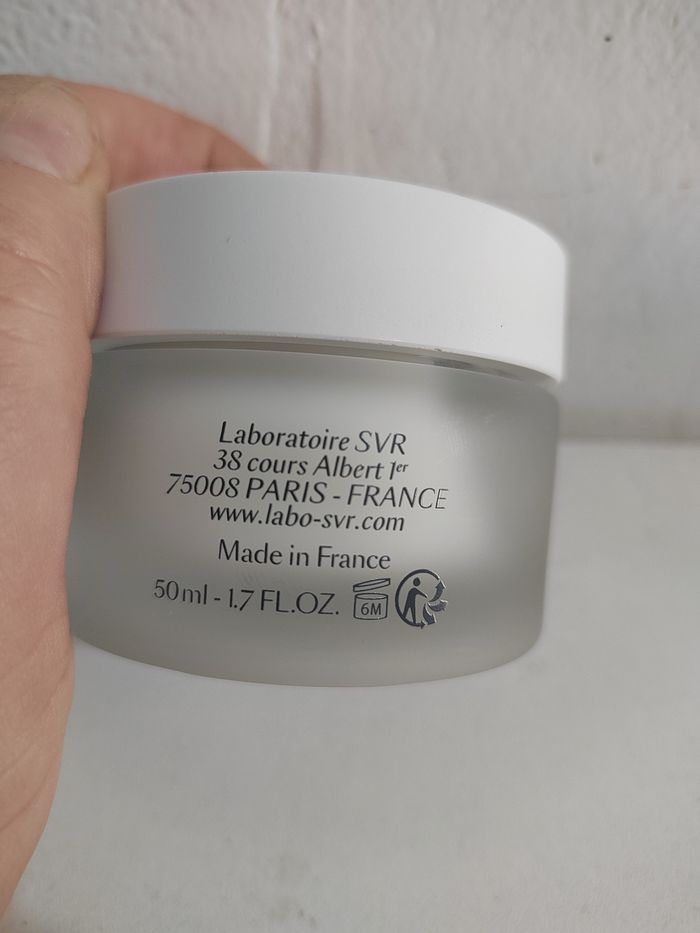 Laboratoire SVR
38 cours Albert 1er
75008 PARIS - FRANCE
www.labo-svr.com
Made in France
50ml - 1.7 FL.OZ. 6M